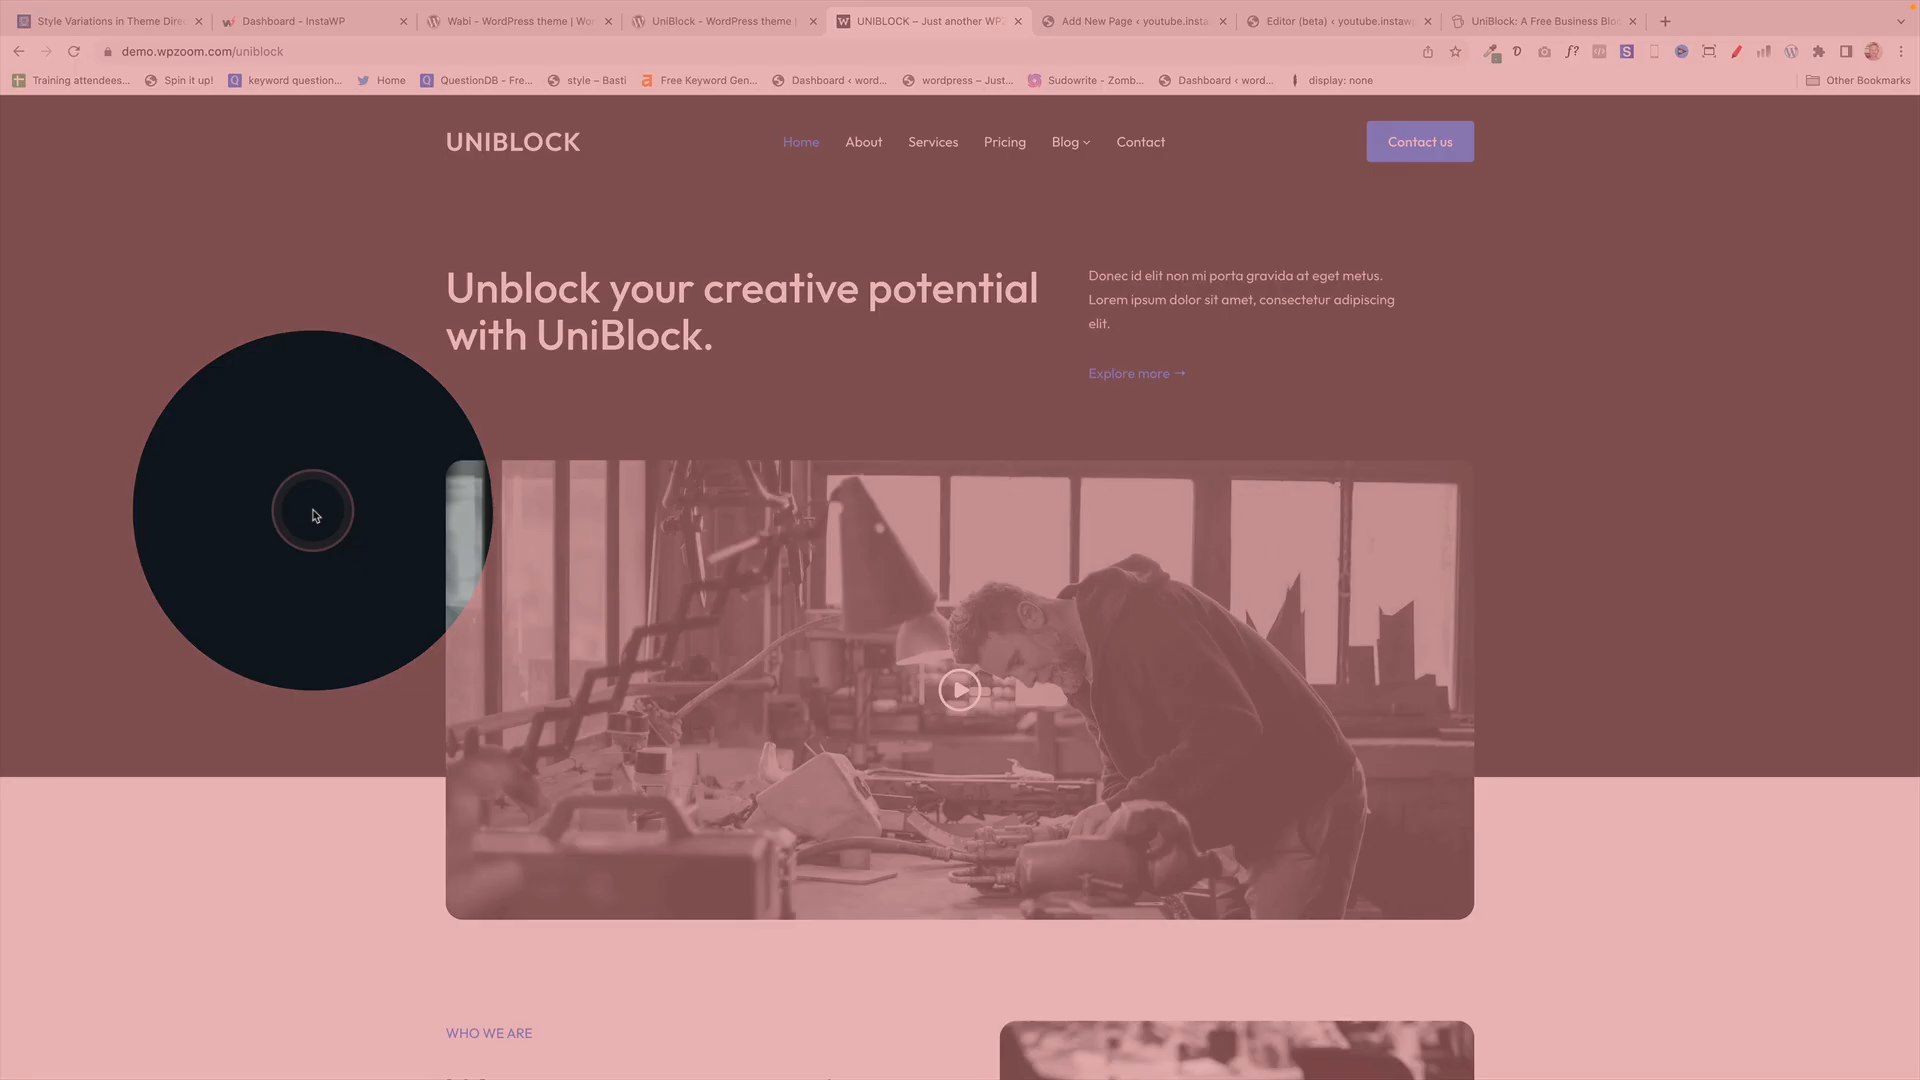 Style Variations in Theme Dire
Dashboard - InstaWP
Wabi - WordPress theme | Wor
UniBlock - WordPress theme |
UNIBLOCK – Just another WPZ
Add New Page ‹ youtube.insta
Editor (beta) ‹ youtube.instaw
UniBlock: A Free Business Blo
demo.wpzoom.com/uniblock
Training attendees...
Spin it up!
keyword question...
Home
QuestionDB - Fre...
style – Basti
Free Keyword Gen...
Dashboard ‹ word...
wordpress – Just...
Sudowrite - Zomb...
Dashboard ‹ word...
display: none
Other Bookmarks
UNIBLOCK
Home
About
Services
Pricing
Blog
Contact
Contact us
Unblock your creative potential
with UniBlock.
Donec id elit non mi porta gravida at eget metus.
Lorem ipsum dolor sit amet, consectetur adipiscing
elit.
Explore more →
WHO WE ARE